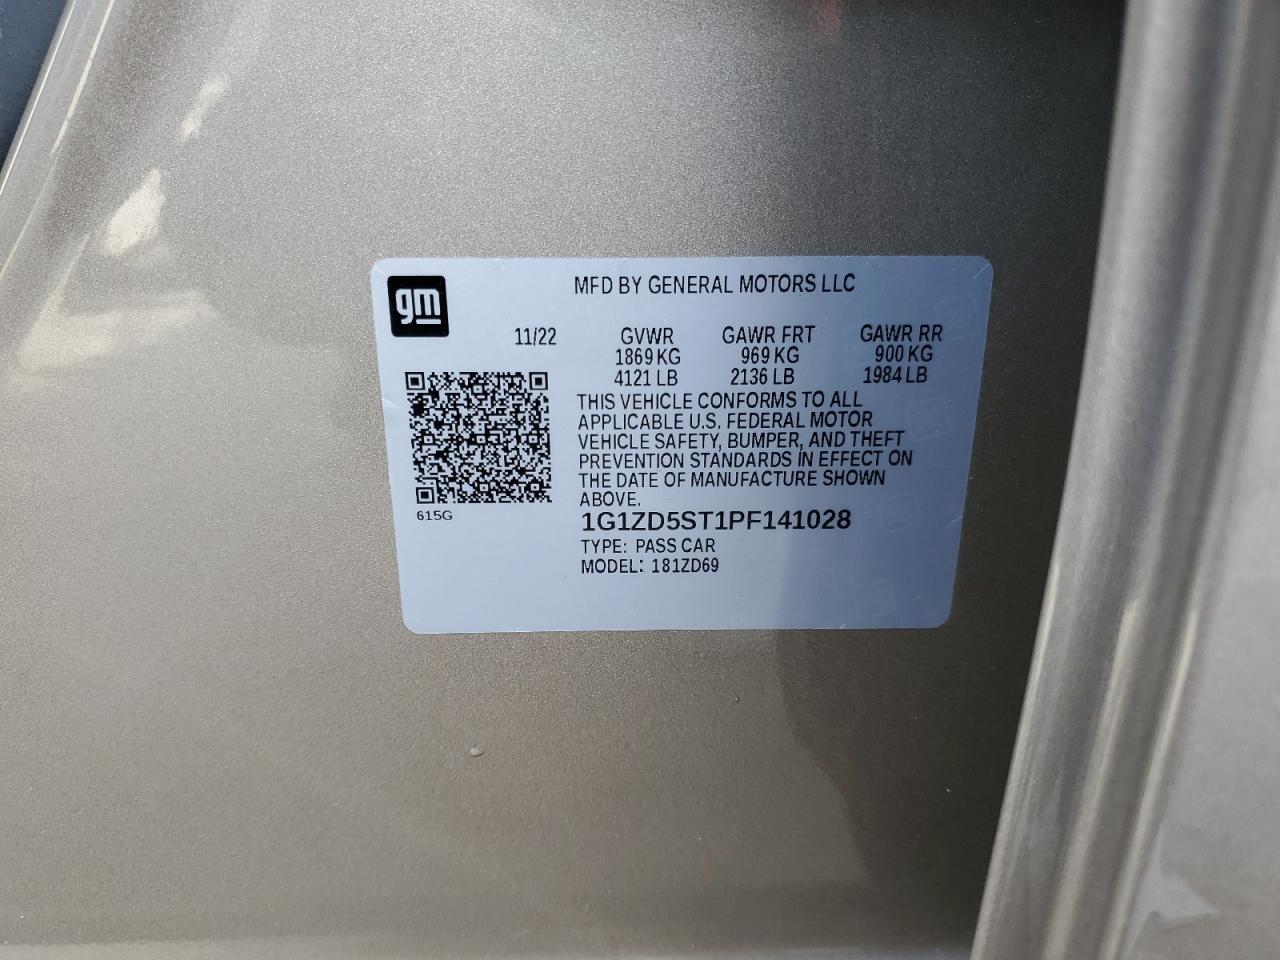 gm
MFD BY GENERAL MOTORS LLC
11/22 GVWR GAWR FRT GAWR RR
1869 KG 969 KG 900 KG
4121 LB 2136 LB 1984 LB
THIS VEHICLE CONFORMS TO ALL
APPLICABLE U.S. FEDERAL MOTOR
VEHICLE SAFETY, BUMPER, AND THEFT
PREVENTION STANDARDS IN EFFECT ON
THE DATE OF MANUFACTURE SHOWN
ABOVE.
615G
1G1ZD5ST1PF141028
TYPE: PASS CAR
MODEL: 181ZD69